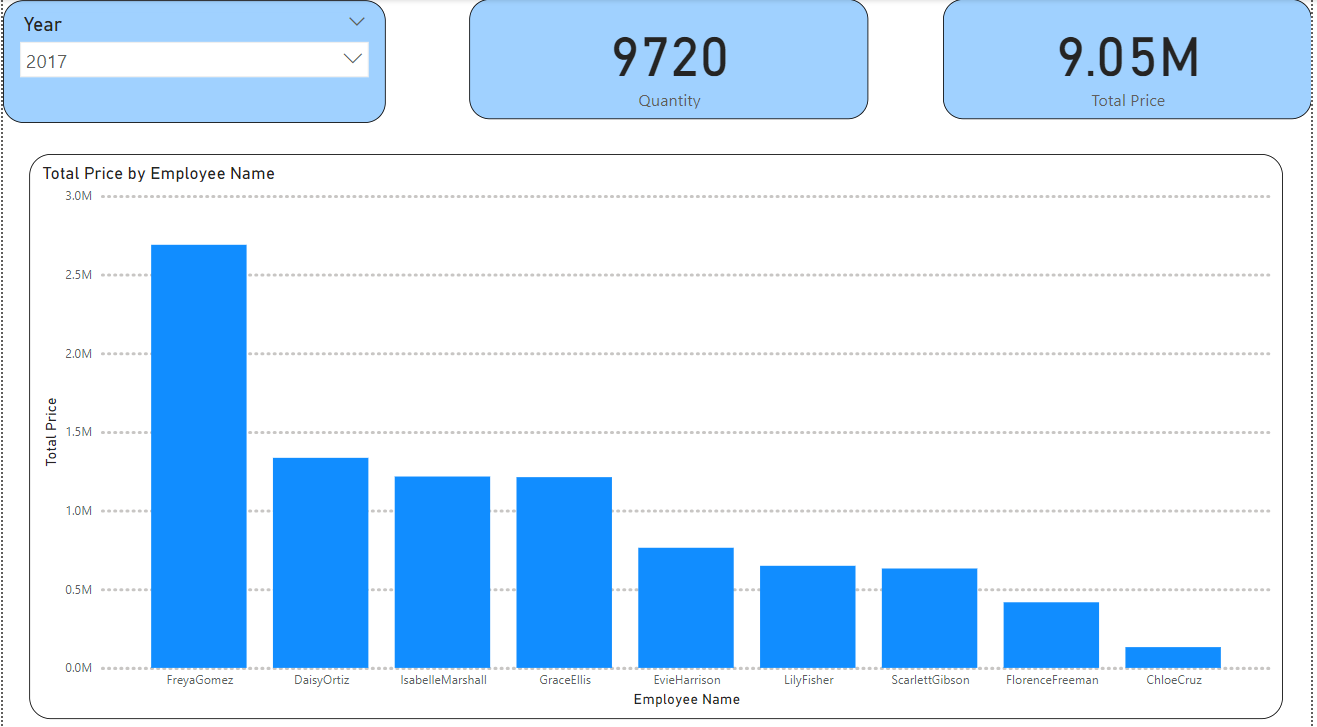 Year
2017
9720
Quantity
9.05M
Total Price
Total Price by Employee Name
3.0M
2.5M
2.0M
1.5M
1.0M
0.5M
0.0M
Total Price
FreyaGomez
DaisyOrtiz
IsabelleMarshall
GraceEllis
EvieHarrison
LilyFisher
ScarlettGibson
FlorenceFreeman
ChloeCruz
Employee Name